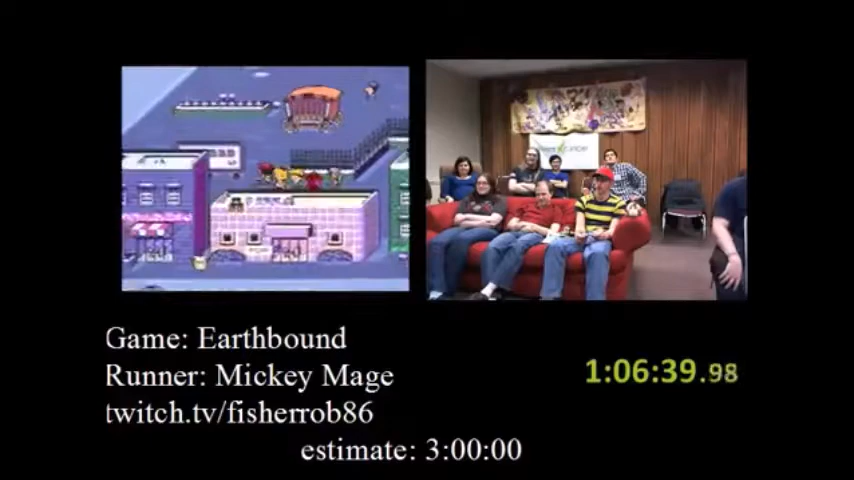 Game: Earthbound
Runner: Mickey Mage
twitch.tv/fisherrob86
estimate: 3:00:00
1:06:39.98